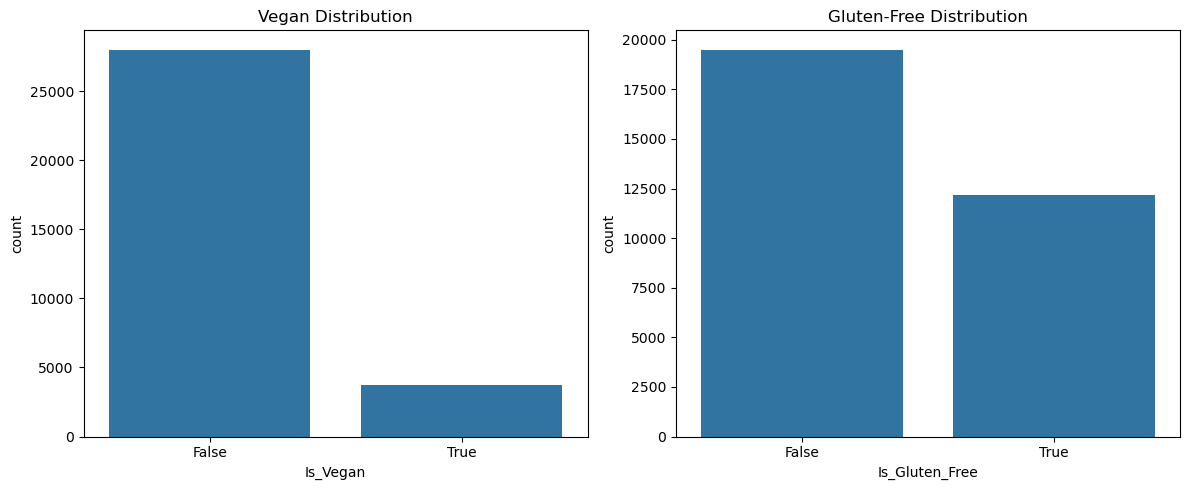 Vegan Distribution
25000
20000
15000
10000
5000
0
count
False
True
Is_Vegan
Gluten-Free Distribution
20000
17500
15000
12500
10000
7500
5000
2500
0
count
False
True
Is_Gluten_Free